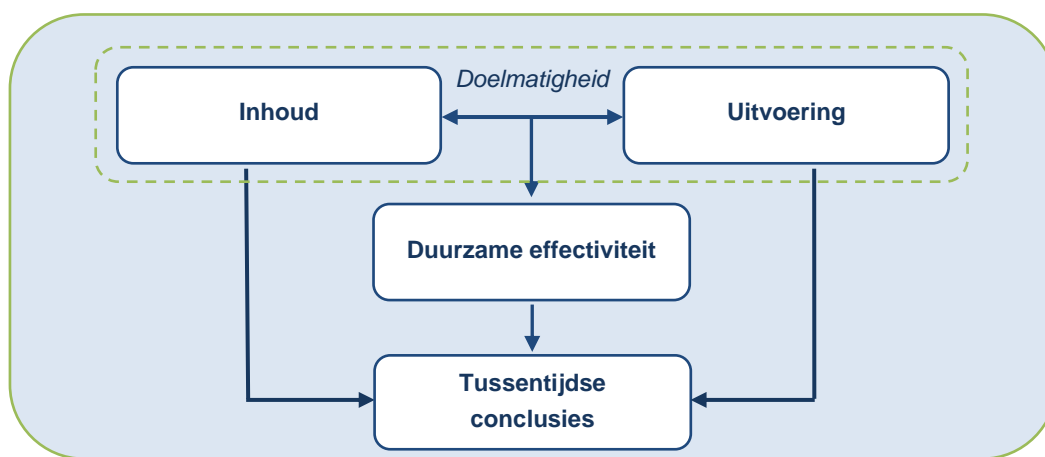 Doelmatigheid
Inhoud
Uitvoering
Duurzame effectiviteit
Tussentijdse
conclusies